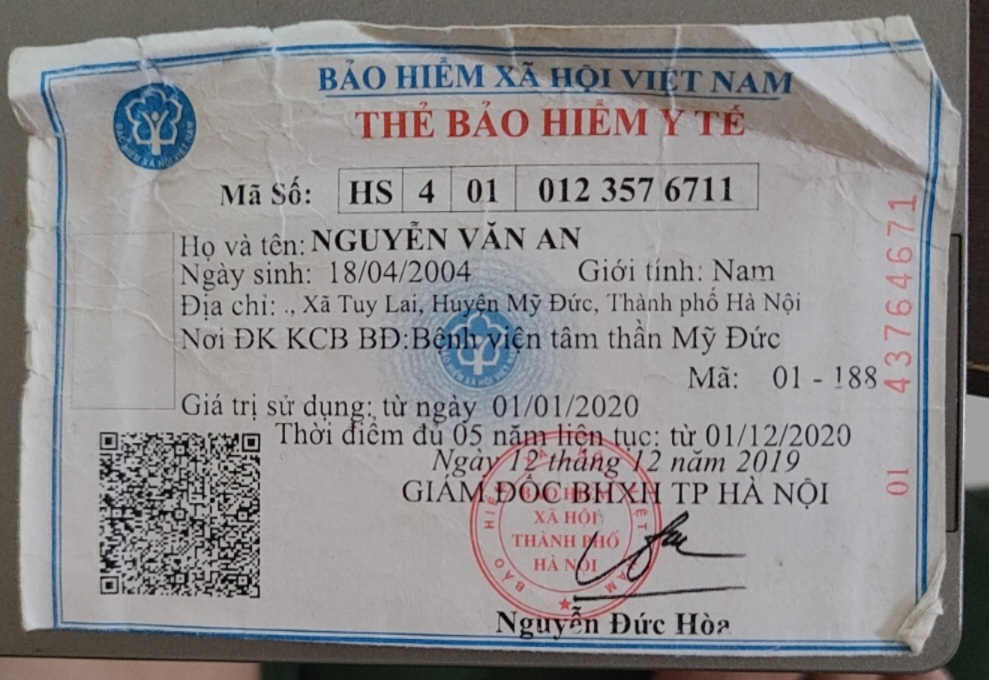 BẢO HIỂM XÃ HỘI VIỆT NAM
THẺ BẢO HIỂM Y TẾ
BẢO HIỂM XÃ HỘI VIỆT NAM
Mã Số: HS 4 01 012 357 6711
Họ và tên: NGUYỄN VĂN AN
Ngày sinh: 18/04/2004 Giới tính: Nam
Địa chỉ: ., Xã Tuy Lai, Huyện Mỹ Đức, Thành phố Hà Nội
Nơi ĐK KCB BĐ:Bệnh viện tâm thần Mỹ Đức
Mã: 01 - 188
Giá trị sử dụng: từ ngày 01/01/2020
Thời điểm đủ 05 năm liên tục: từ 01/12/2020
Ngày 12 tháng 12 năm 2019
GIÁM ĐỐC BHXH TP HÀ NỘI
BẢO HIỂM
XÃ HỘI
THÀNH PHỐ
HÀ NỘI
Nguyễn Đức Hòa
01 43764671